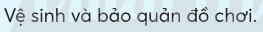 Vệ sinh và bảo quản đồ chơi.